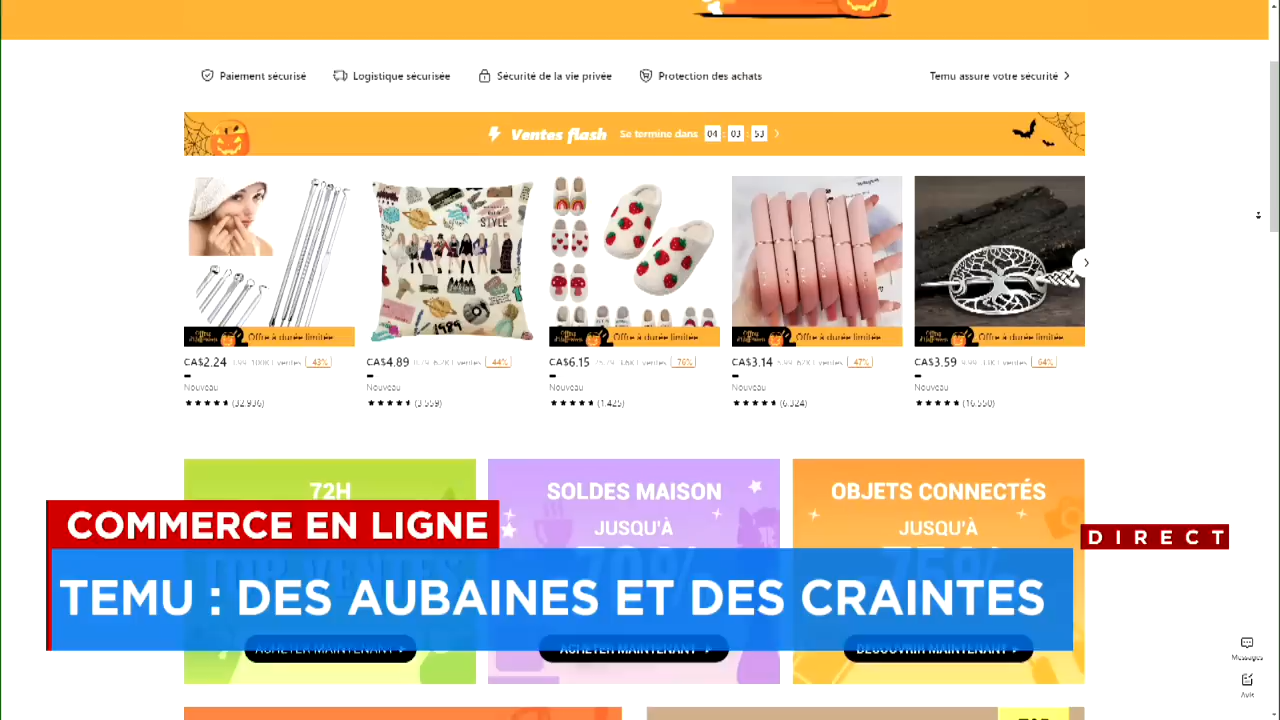 Paiement sécurisé
Logistique sécurisée
Sécurité de la vie privée
Protection des achats
Temu assure votre sécurité
Ventes flash
Se termine dans 04 : 03 : 53
STYLE
1989
Offre à durée limitée
Offre à durée limitée
Offre à durée limitée
Offre à durée limitée
CA$2.24 -43%
CA$4.89 -44%
CA$6.15 -76%
CA$3.14 -47%
CA$3.59 -64%
Nouveau
Nouveau
Nouveau
Nouveau
Nouveau
(32,936)
(3,559)
(1,425)
(6,324)
(16,550)
72H
SOLDES MAISON
JUSQU'À
OBJETS CONNECTÉS
JUSQU'À
COMMERCE EN LIGNE
DIRECT
TEMU : DES AUBAINES ET DES CRAINTES
ACHETER MAINTENANT
ACHETER MAINTENANT
DÉCOUVRIR MAINTENANT
Messages
Avis